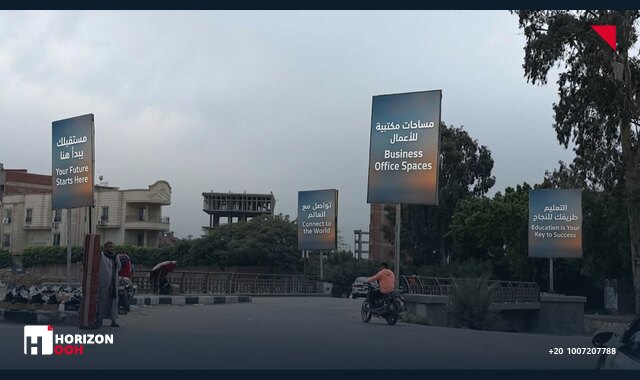 مستقبلك
يبدأ هنا
Your Future
Starts Here
تواصل مع
العالم
Connect to
the World
مساحات مكتبية
للأعمال
Business
Office Spaces
التعليم
طريقك للنجاح
Education is Your
Key to Success
H HORIZON
OOH
+20 1007207788